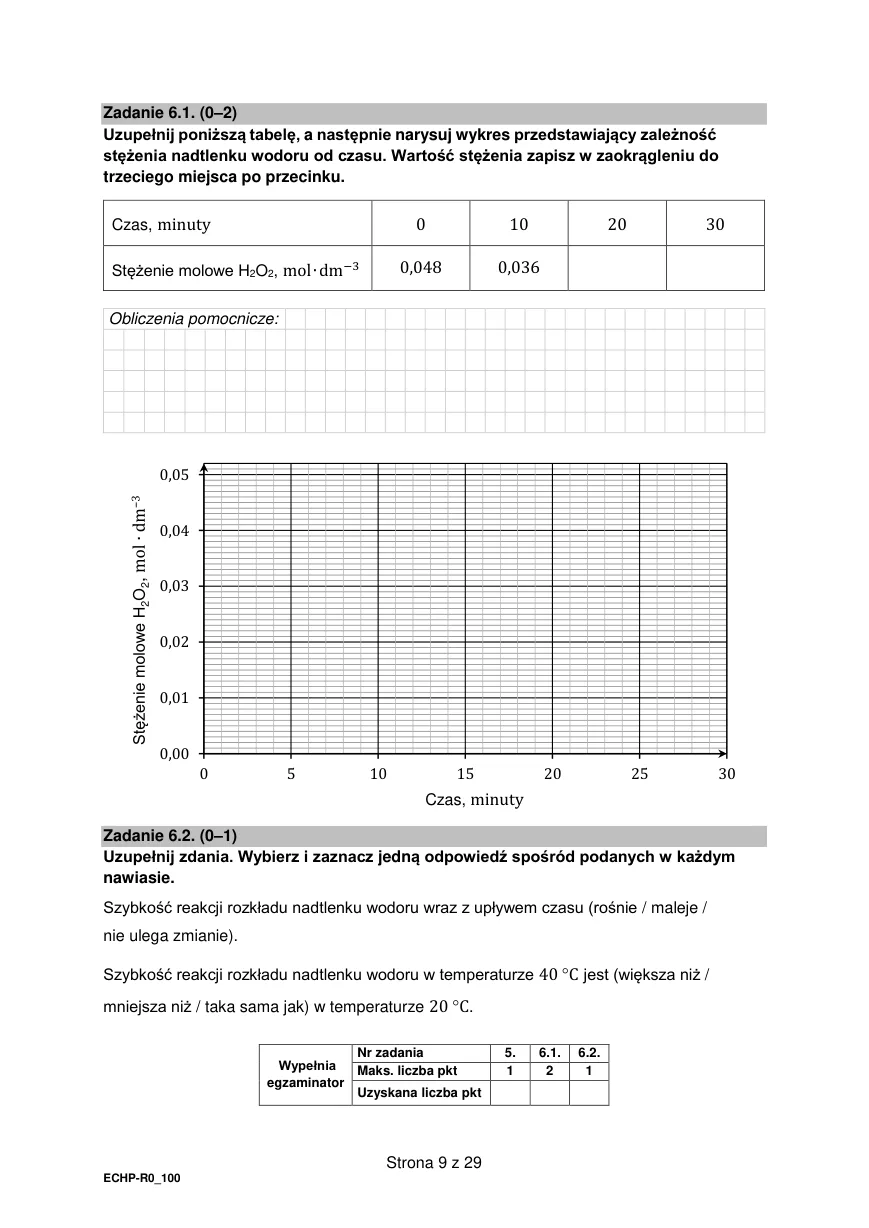 Zadanie 6.1. (0–2)
Uzupełnij poniższą tabelę, a następnie narysuj wykres przedstawiający zależność
stężenia nadtlenku wodoru od czasu. Wartość stężenia zapisz w zaokrągleniu do
trzeciego miejsca po przecinku.
Czas, minuty 0 10 20 30
Stężenie molowe H₂O₂, mol·dm⁻³ 0,048 0,036
Obliczenia pomocnicze:
Stężenie molowe H₂O₂, mol · dm⁻³
0,05
0,04
0,03
0,02
0,01
0,00
0 5 10 15 20 25 30
Czas, minuty
Zadanie 6.2. (0–1)
Uzupełnij zdania. Wybierz i zaznacz jedną odpowiedź spośród podanych w każdym
nawiasie.
Szybkość reakcji rozkładu nadtlenku wodoru wraz z upływem czasu (rośnie / maleje /
nie ulega zmianie).
Szybkość reakcji rozkładu nadtlenku wodoru w temperaturze 40 °C jest (większa niż /
mniejsza niż / taka sama jak) w temperaturze 20 °C.
Wypełnia
egzaminator
Nr zadania 5. 6.1. 6.2.
Maks. liczba pkt 1 2 1
Uzyskana liczba pkt
Strona 9 z 29
ECHP-R0_100